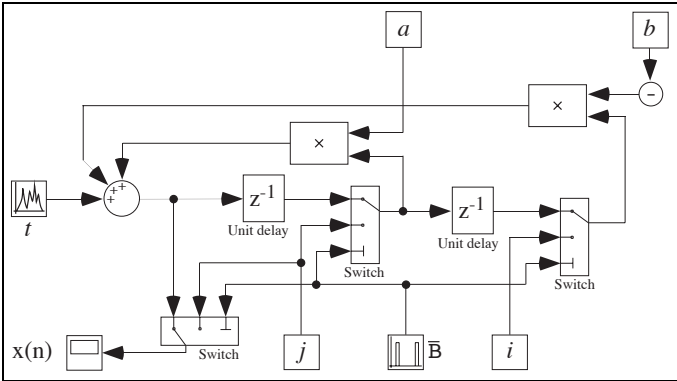 a
b
−
×
×
+
+
+
z-1
z-1
t
Unit delay
Unit delay
Switch
Switch
x(n)
Switch
j
B̅
i